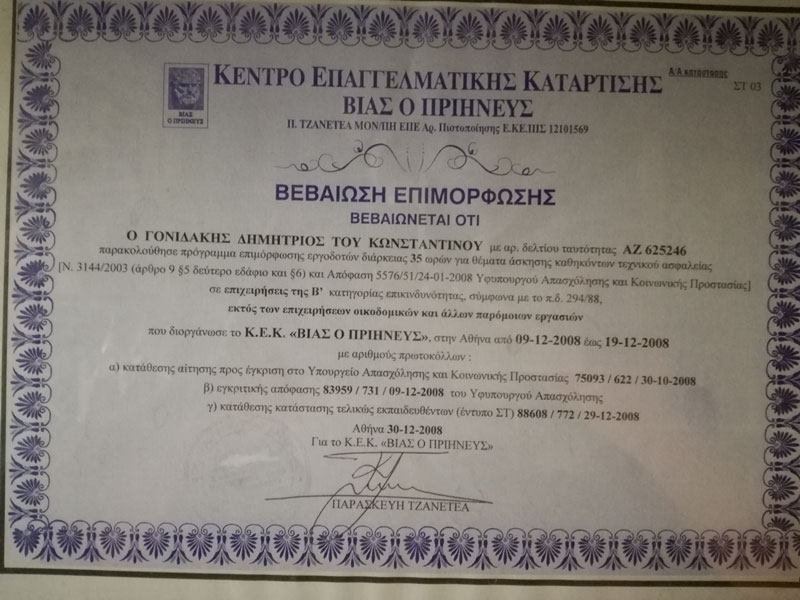 Α/Α κατάστασης
ΣΤ 03
ΚΕΝΤΡΟ ΕΠΑΓΓΕΛΜΑΤΙΚΗΣ ΚΑΤΑΡΤΙΣΗΣ
ΒΙΑΣ Ο ΠΡΙΗΝΕΥΣ
ΒΙΑΣ
Ο ΠΡΙΗΝΕΥΣ
Π. ΤΖΑΝΕΤΕΑ ΜΟΝ/ΠΗ ΕΠΕ Αρ. Πιστοποίησης Ε.ΚΕ.ΠΙΣ 12101569
ΒΕΒΑΙΩΣΗ ΕΠΙΜΟΡΦΩΣΗΣ
ΒΕΒΑΙΩΝΕΤΑΙ ΟΤΙ
Ο ΓΟΝΙΔΑΚΗΣ ΔΗΜΗΤΡΙΟΣ ΤΟΥ ΚΩΝΣΤΑΝΤΙΝΟΥ με αρ. δελτίου ταυτότητας ΑΖ 625246
παρακολούθησε πρόγραμμα επιμόρφωσης εργοδοτών διάρκειας 35 ωρών για θέματα άσκησης καθηκόντων τεχνικού ασφαλείας
[Ν. 3144/2003 (άρθρο 9 §5 δεύτερο εδάφιο και §6) και Απόφαση 5576/51/24-01-2008 Υφυπουργού Απασχόλησης και Κοινωνικής Προστασίας]
σε επιχειρήσεις της Β' κατηγορίας επικινδυνότητας, σύμφωνα με το π.δ. 294/88,
εκτός των επιχειρήσεων οικοδομικών και άλλων παρόμοιων εργασιών
που διοργάνωσε το Κ.Ε.Κ. «ΒΙΑΣ Ο ΠΡΙΗΝΕΥΣ», στην Αθήνα από 09-12-2008 έως 19-12-2008
με αριθμούς πρωτοκόλλων :
α) κατάθεσης αίτησης προς έγκριση στο Υπουργείο Απασχόλησης και Κοινωνικής Προστασίας 75093 / 622 / 30-10-2008
β) εγκριτικής απόφασης 83959 / 731 / 09-12-2008 του Υφυπουργού Απασχόλησης
γ) κατάθεσης κατάστασης τελικώς εκπαιδευθέντων (έντυπο ΣΤ) 88608 / 772 / 29-12-2008
Αθήνα 30-12-2008
Για το Κ.Ε.Κ. «ΒΙΑΣ Ο ΠΡΙΗΝΕΥΣ»
ΠΑΡΑΣΚΕΥΗ ΤΖΑΝΕΤΕΑ